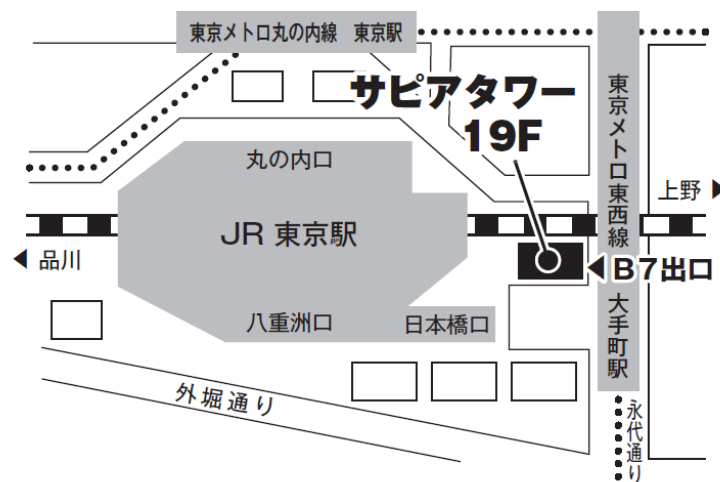 東京メトロ丸の内線　東京駅
サピアタワー
19F
丸の内口
JR 東京駅
上野
品川
B7出口
八重洲口
日本橋口
東京メトロ東西線　大手町駅
外堀通り
永代通り